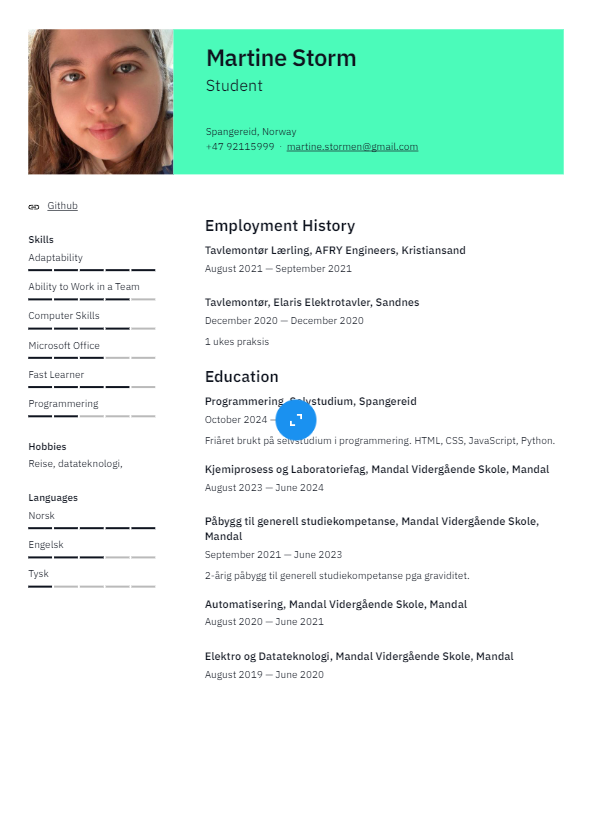 Martine Storm
Student
Spangereid, Norway
+47 92115999 · martine.stormen@gmail.com
Github
Skills
Adaptability
Ability to Work in a Team
Computer Skills
Microsoft Office
Fast Learner
Programmering
Hobbies
Reise, datateknologi,
Languages
Norsk
Engelsk
Tysk
Employment History
Tavlemontør Lærling, AFRY Engineers, Kristiansand
August 2021 — September 2021
Tavlemontør, Elaris Elektrotavler, Sandnes
December 2020 — December 2020
1 ukes praksis
Education
Programmering, Selvstudium, Spangereid
October 2024 —
Friåret brukt på selvstudium i programmering. HTML, CSS, JavaScript, Python.
Kjemiprosess og Laboratoriefag, Mandal Vidergående Skole, Mandal
August 2023 — June 2024
Påbygg til generell studiekompetanse, Mandal Vidergående Skole,
Mandal
September 2021 — June 2023
2-årig påbygg til generell studiekompetanse pga graviditet.
Automatisering, Mandal Vidergående Skole, Mandal
August 2020 — June 2021
Elektro og Datateknologi, Mandal Vidergående Skole, Mandal
August 2019 — June 2020